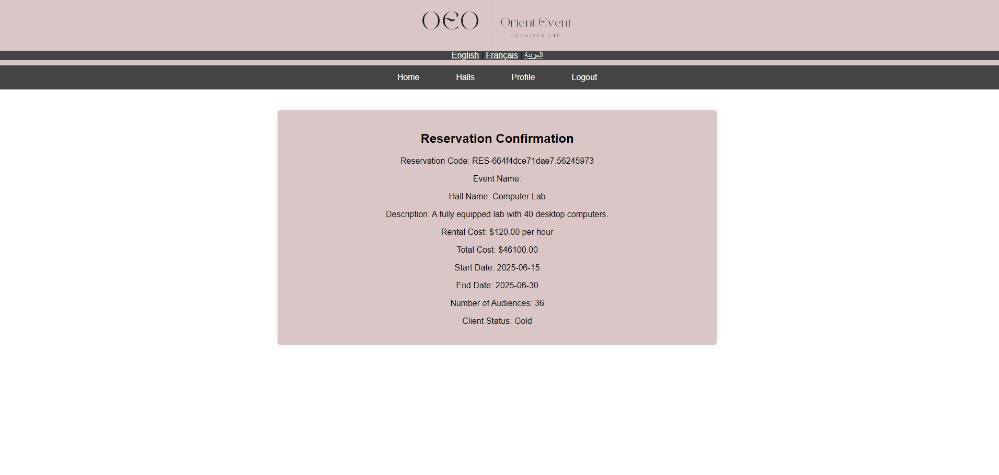 OEO
Orient Event
ORGNIZER LTD
English | Français | العربية
Home Halls Profile Logout
Reservation Confirmation
Reservation Code: RES-664f4dce71dae7.56245973
Event Name:
Hall Name: Computer Lab
Description: A fully equipped lab with 40 desktop computers.
Rental Cost: $120.00 per hour
Total Cost: $46100.00
Start Date: 2025-06-15
End Date: 2025-06-30
Number of Audiences: 36
Client Status: Gold